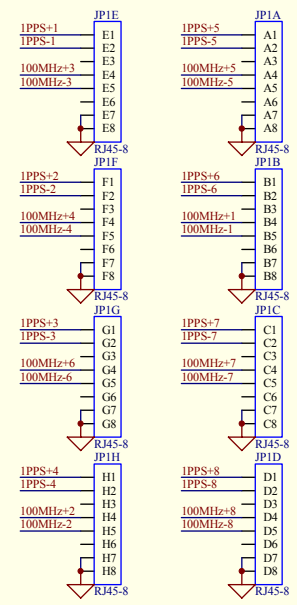 JP1E
1PPS+1 E1
1PPS-1 E2
E3
100MHz+3 E4
100MHz-3 E5
E6
E7
E8
RJ45-8
JP1F
1PPS+2 F1
1PPS-2 F2
F3
100MHz+4 F4
100MHz-4 F5
F6
F7
F8
RJ45-8
JP1G
1PPS+3 G1
1PPS-3 G2
G3
100MHz+6 G4
100MHz-6 G5
G6
G7
G8
RJ45-8
JP1H
1PPS+4 H1
1PPS-4 H2
H3
100MHz+2 H4
100MHz-2 H5
H6
H7
H8
RJ45-8
JP1A
1PPS+5 A1
1PPS-5 A2
A3
100MHz+5 A4
100MHz-5 A5
A6
A7
A8
RJ45-8
JP1B
1PPS+6 B1
1PPS-6 B2
B3
100MHz+1 B4
100MHz-1 B5
B6
B7
B8
RJ45-8
JP1C
1PPS+7 C1
1PPS-7 C2
C3
100MHz+7 C4
100MHz-7 C5
C6
C7
C8
RJ45-8
JP1D
1PPS+8 D1
1PPS-8 D2
D3
100MHz+8 D4
100MHz-8 D5
D6
D7
D8
RJ45-8